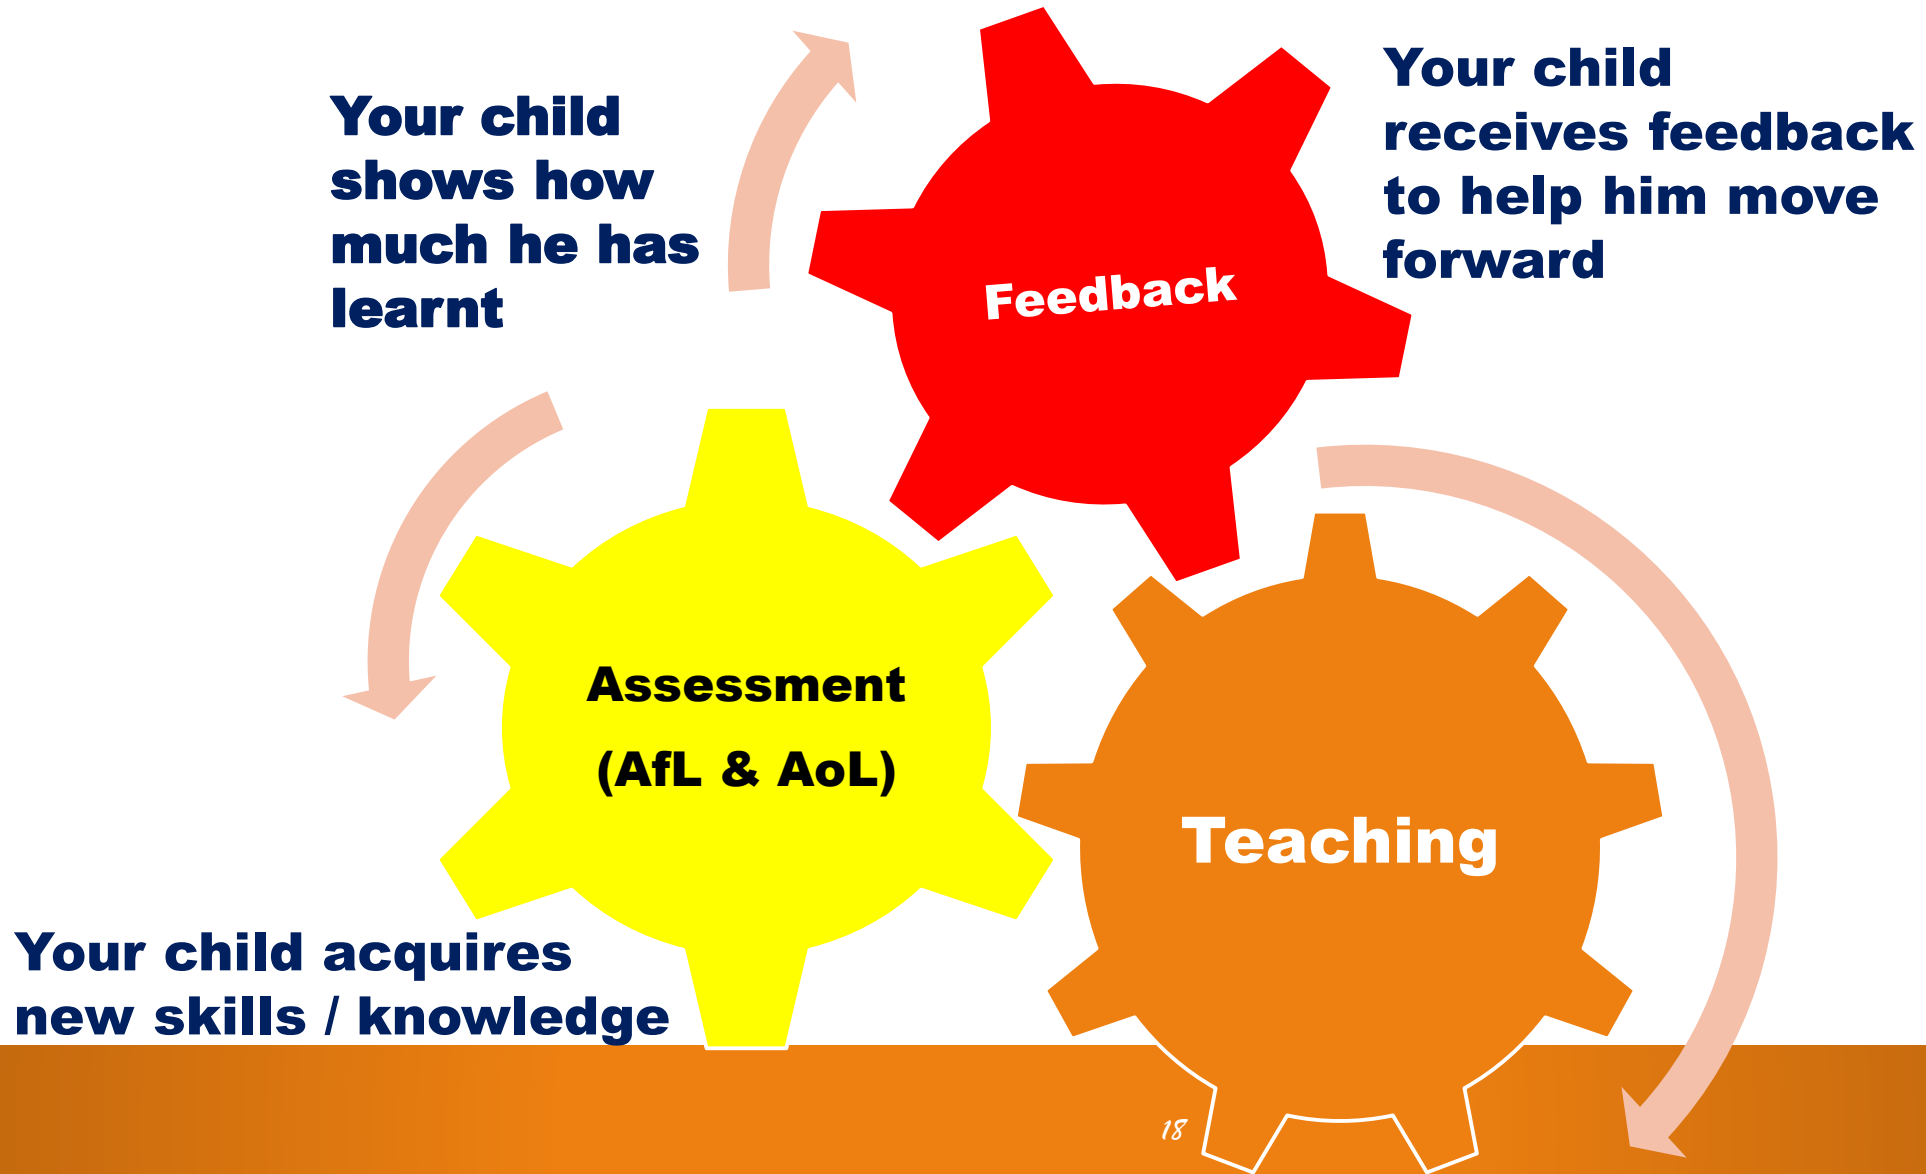 Your child
shows how
much he has
learnt
Your child
receives feedback
to help him move
forward
Feedback
Assessment
(AfL & AoL)
Teaching
Your child acquires
new skills / knowledge
18